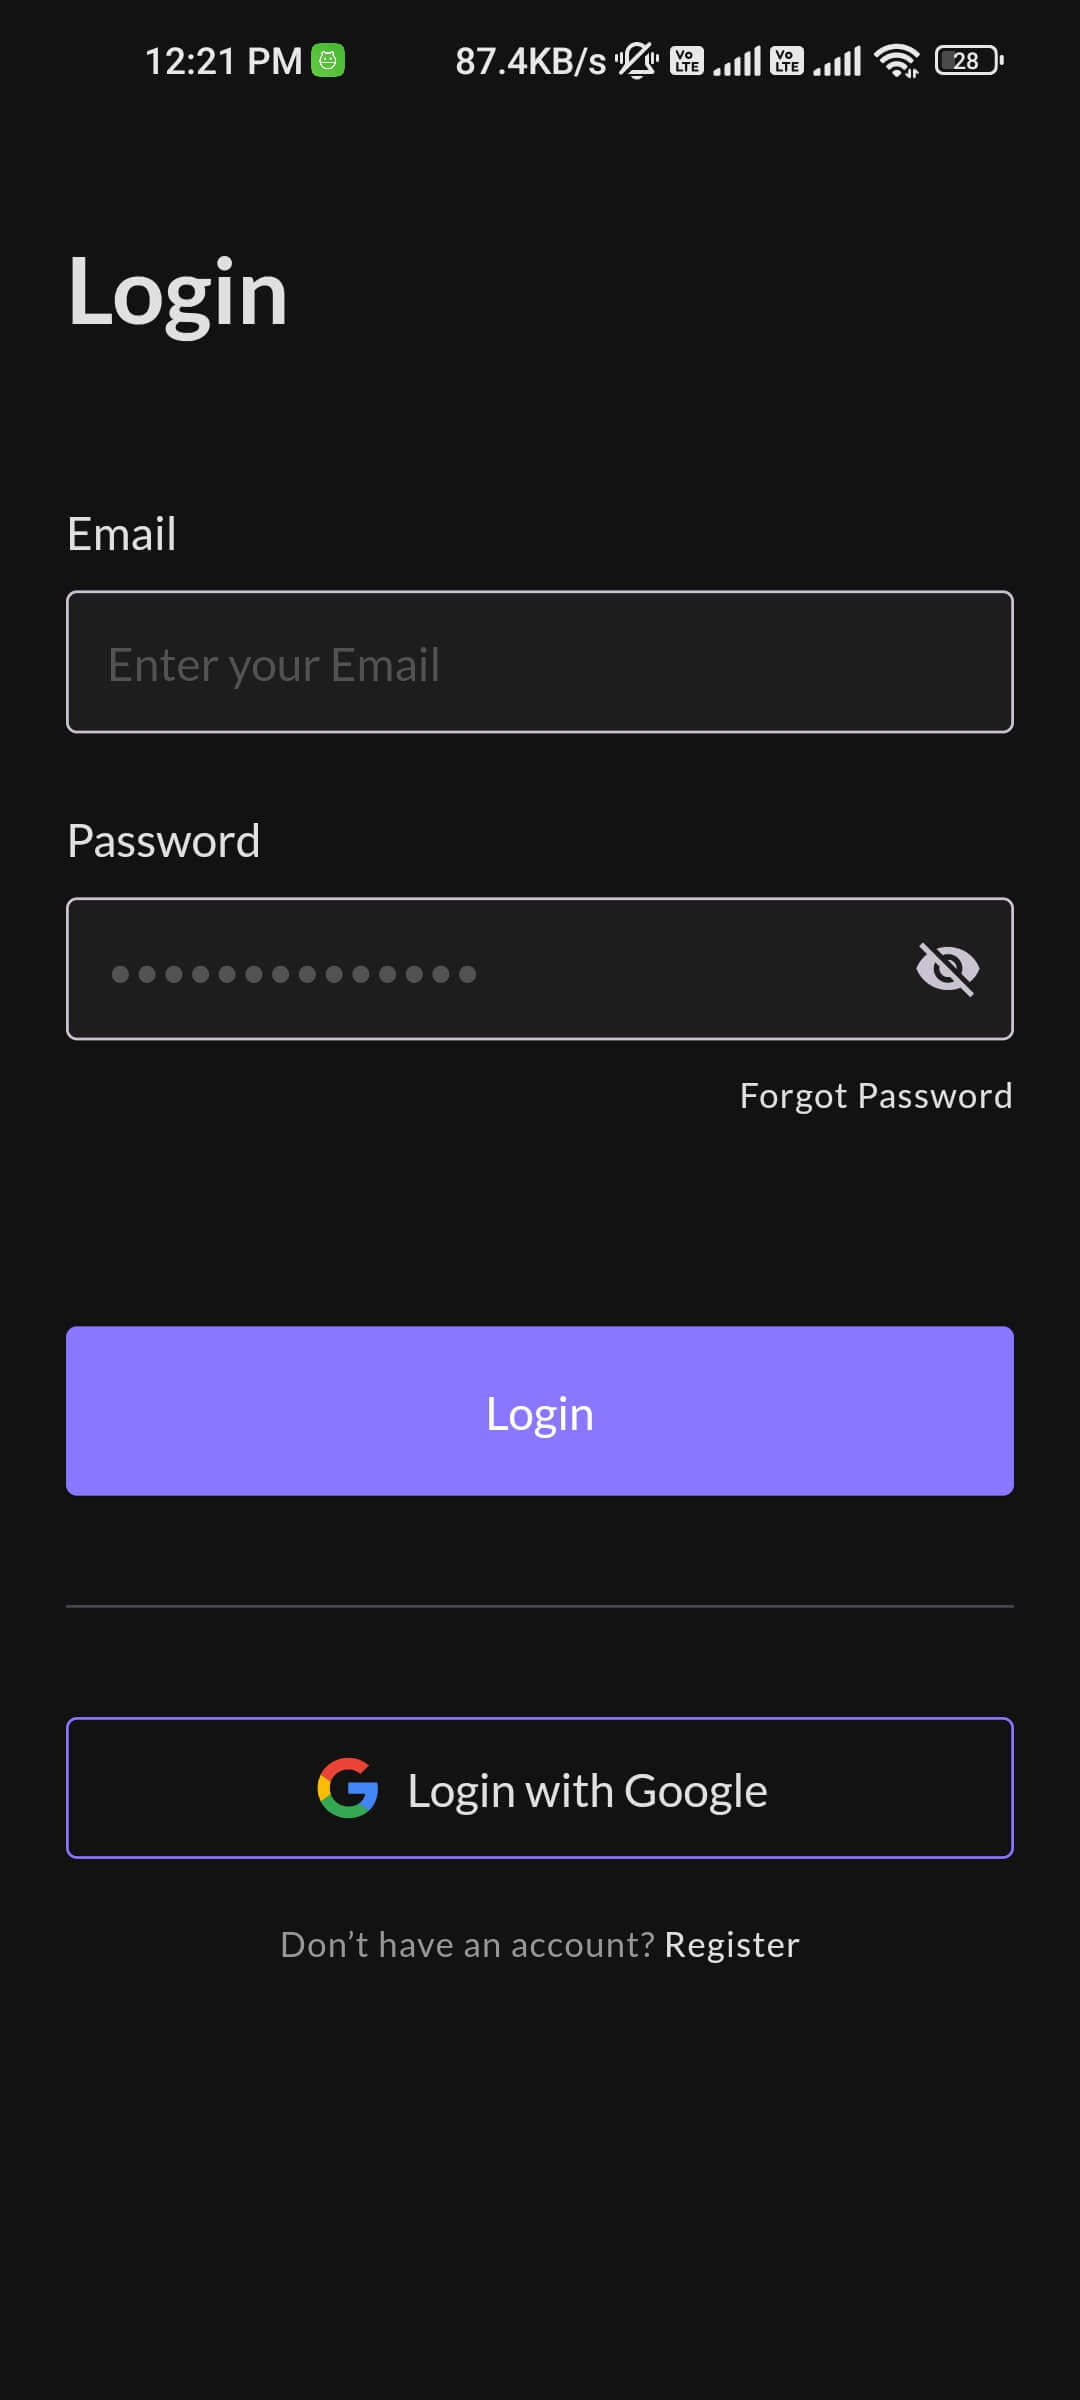 12:21 PM 87.4KB/s Vo LTE Vo LTE 28
Login
Email
Enter your Email
Password
••••••••••••••
Forgot Password
Login
Login with Google
Don’t have an account? Register